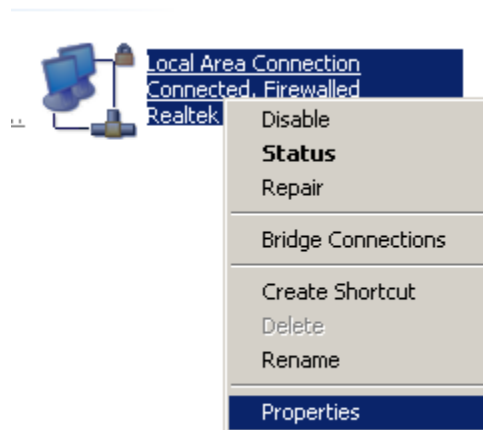 Local Area Connection
Connected, Firewalled
Realtek
Disable
Status
Repair
Bridge Connections
Create Shortcut
Delete
Rename
Properties